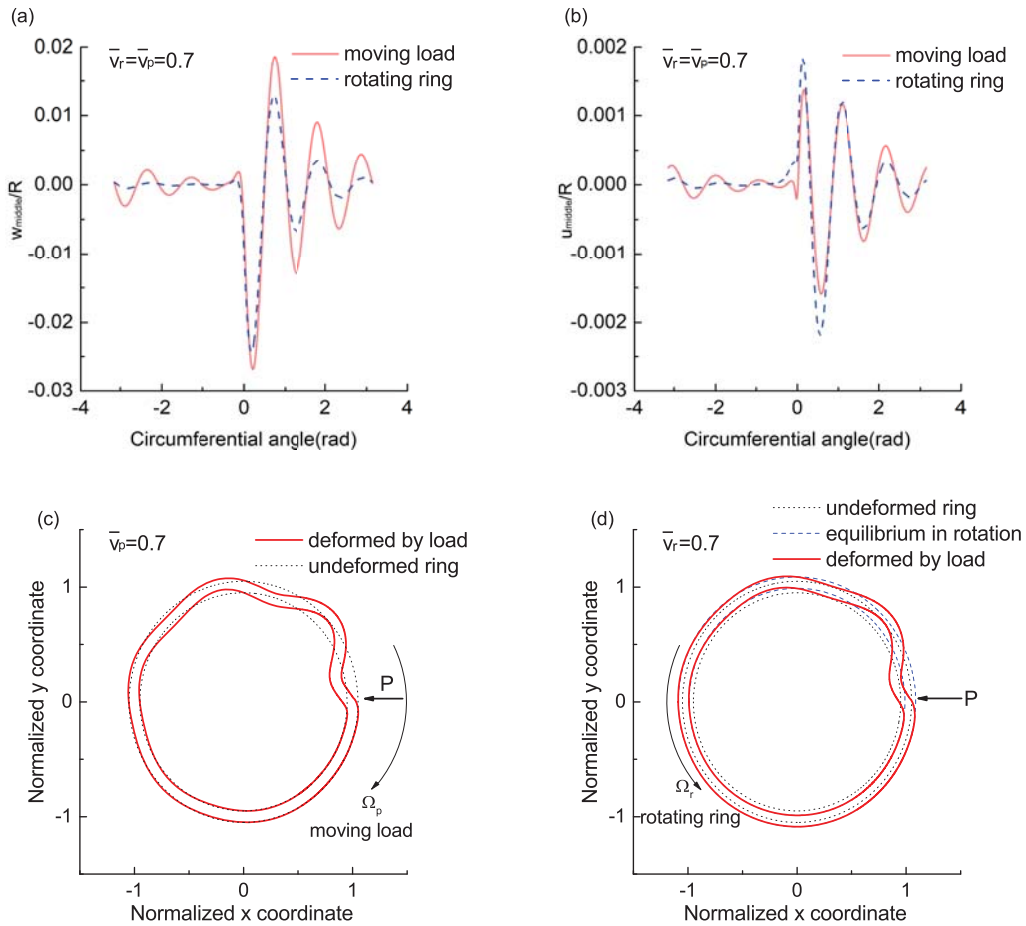 (a)
v̄r=v̄p=0.7
moving load
rotating ring
0.02
0.01
0.00
-0.01
-0.02
-0.03
wmiddle/R
-4 -2 0 2 4
Circumferential angle(rad)
(b)
v̄r=v̄p=0.7
moving load
rotating ring
0.002
0.001
0.000
-0.001
-0.002
-0.003
umiddle/R
-4 -2 0 2 4
Circumferential angle(rad)
(c)
v̄p=0.7
deformed by load
undeformed ring
1
0
-1
Normalized y coordinate
P
Ωp
moving load
-1 0 1
Normalized x coordinate
(d)
v̄r=0.7
undeformed ring
equilibrium in rotation
deformed by load
1
0
-1
Normalized y coordinate
P
Ωr
rotating ring
-1 0 1
Normalized x coordinate